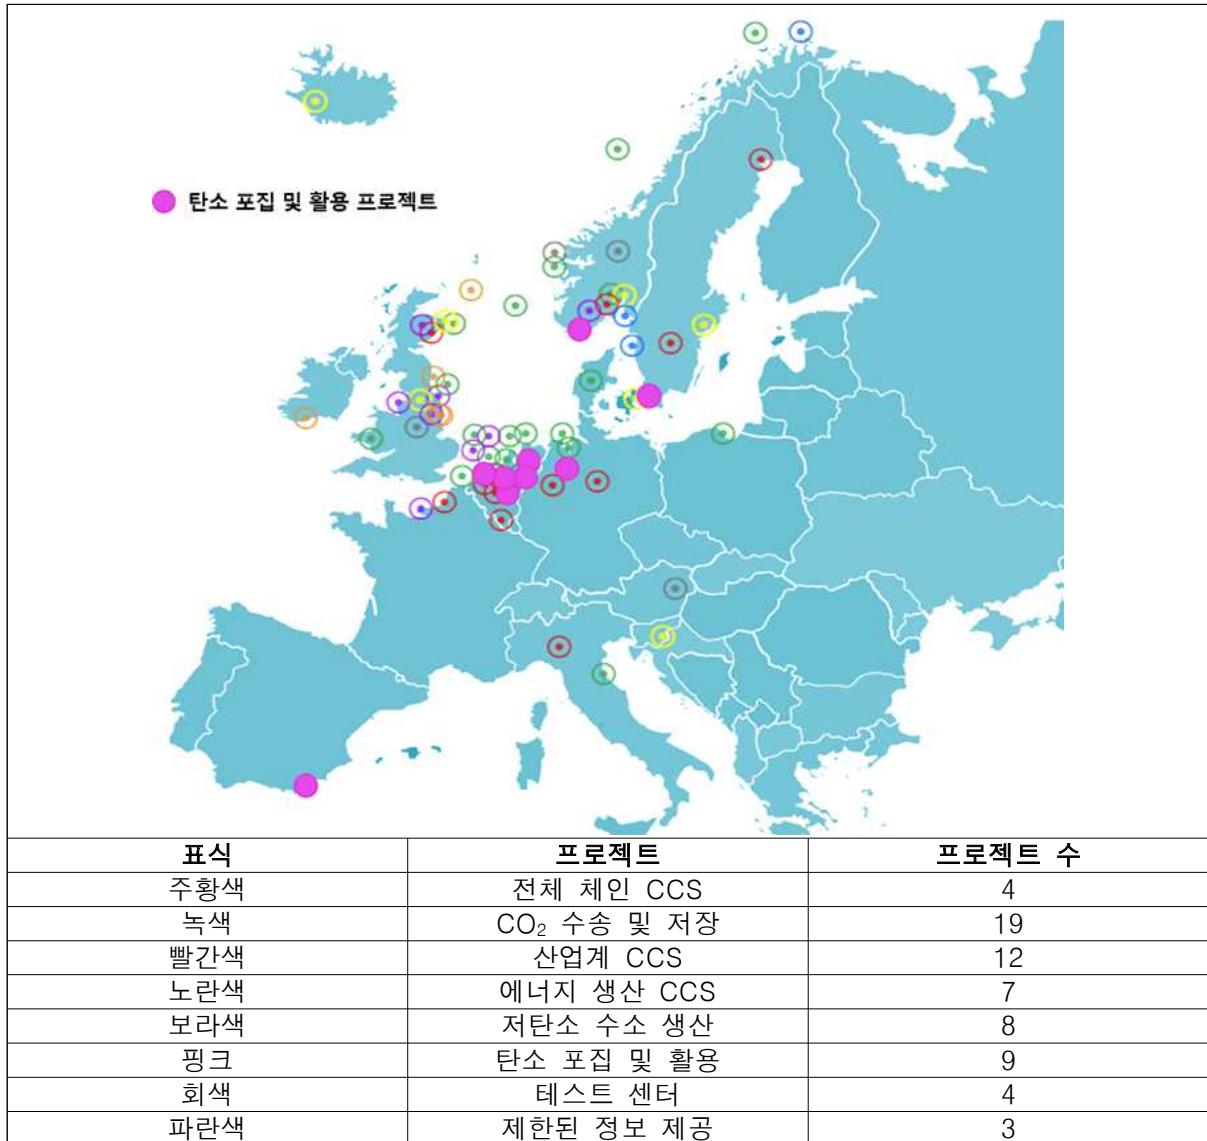 탄소 포집 및 활용 프로젝트
표식 프로젝트 프로젝트 수
주황색 전체 체인 CCS 4
녹색 CO₂ 수송 및 저장 19
빨간색 산업계 CCS 12
노란색 에너지 생산 CCS 7
보라색 저탄소 수소 생산 8
핑크 탄소 포집 및 활용 9
회색 테스트 센터 4
파란색 제한된 정보 제공 3